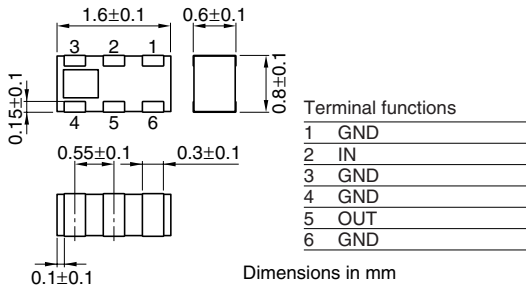 1.6±0.1
0.6±0.1
3 2 1
0.15±0.1
0.8±0.1
4 5 6
0.55±0.1
0.3±0.1
0.1±0.1
Terminal functions
1 GND
2 IN
3 GND
4 GND
5 OUT
6 GND
Dimensions in mm